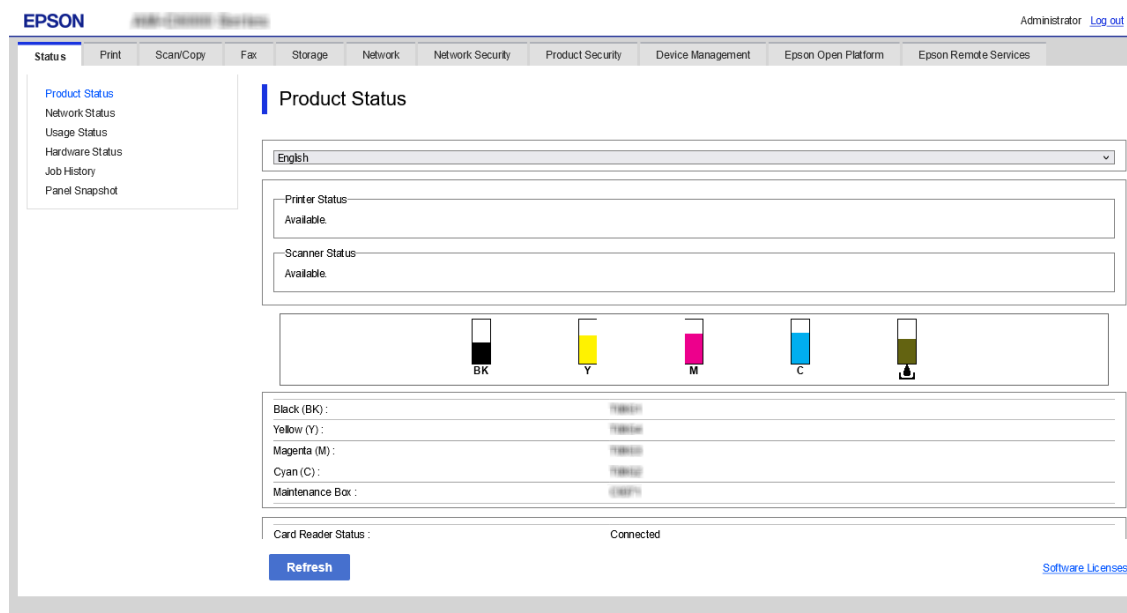 EPSON
Administrator Log out
Status Print Scan/Copy Fax Storage Network Network Security Product Security Device Management Epson Open Platform Epson Remote Services
Product Status
Network Status
Usage Status
Hardware Status
Job History
Panel Snapshot
Product Status
English
Printer Status
Available.
Scanner Status
Available.
BK Y M C
Black (BK) :
Yellow (Y) :
Magenta (M) :
Cyan (C) :
Maintenance Box :
Card Reader Status : Connected
Refresh
Software Licenses